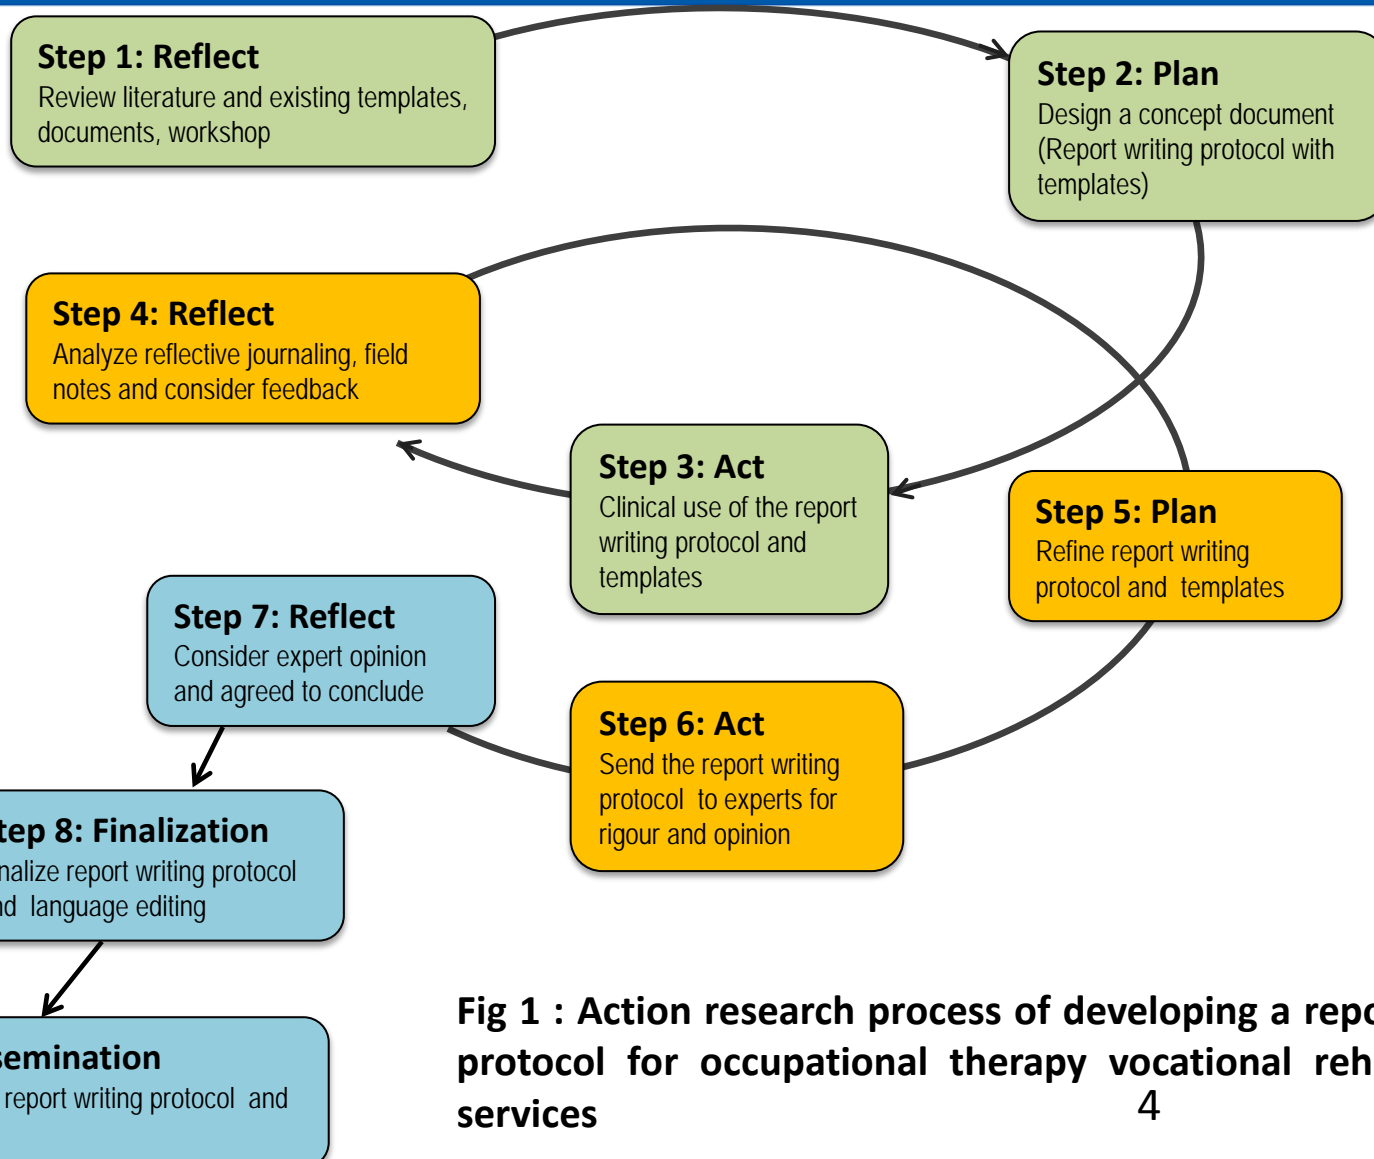 Step 1: Reflect
Review literature and existing templates,
documents, workshop
Step 2: Plan
Design a concept document
(Report writing protocol with
templates)
Step 4: Reflect
Analyze reflective journaling, field
notes and consider feedback
Step 3: Act
Clinical use of the report
writing protocol and
templates
Step 5: Plan
Refine report writing
protocol and templates
Step 7: Reflect
Consider expert opinion
and agreed to conclude
Step 6: Act
Send the report writing
protocol to experts for
rigour and opinion
tep 8: Finalization
nalize report writing protocol
nd language editing
semination
report writing protocol and
Fig 1 : Action research process of developing a repo
protocol for occupational therapy vocational reh
services
4